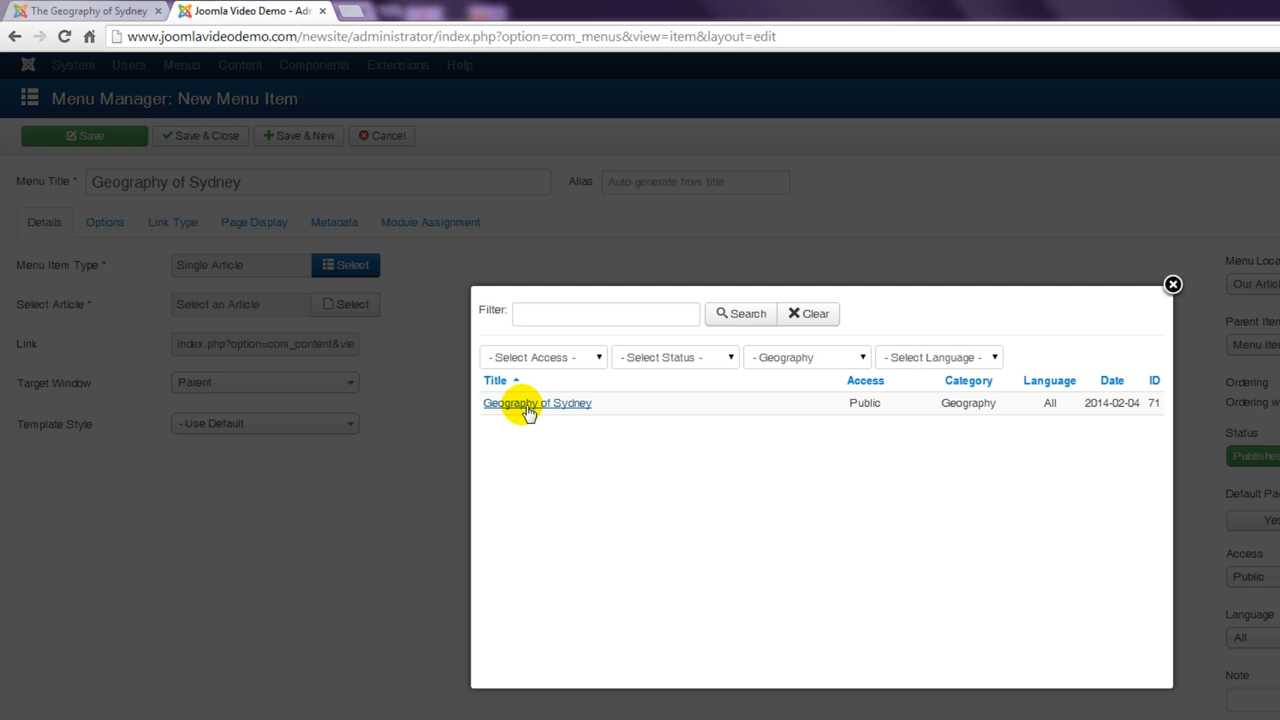 The Geography of Sydney
Joomla Video Demo - Adr
www.joomlavideodemo.com/newsite/administrator/index.php?option=com_menus&view=item&layout=edit
System Users Menus Content Components Extensions Help
Menu Manager: New Menu Item
Save Save & Close Save & New Cancel
Menu Title * Geography of Sydney Alias Auto-generate from title
Details Options Link Type Page Display Metadata Module Assignment
Menu Item Type * Single Article Select
Select Article * Select an Article Select
Link index.php?option=com_content&vie
Target Window Parent
Template Style - Use Default
Filter: Search Clear
- Select Access - - Select Status - - Geography - Select Language -
Title Access Category Language Date ID
Geography of Sydney Public Geography All 2014-02-04 71
Menu Loca
Our Artic
Parent Item
Menu Item
Ordering
Ordering w
Status
Published
Default Pa
Yes
Access
Public
Language
All
Note